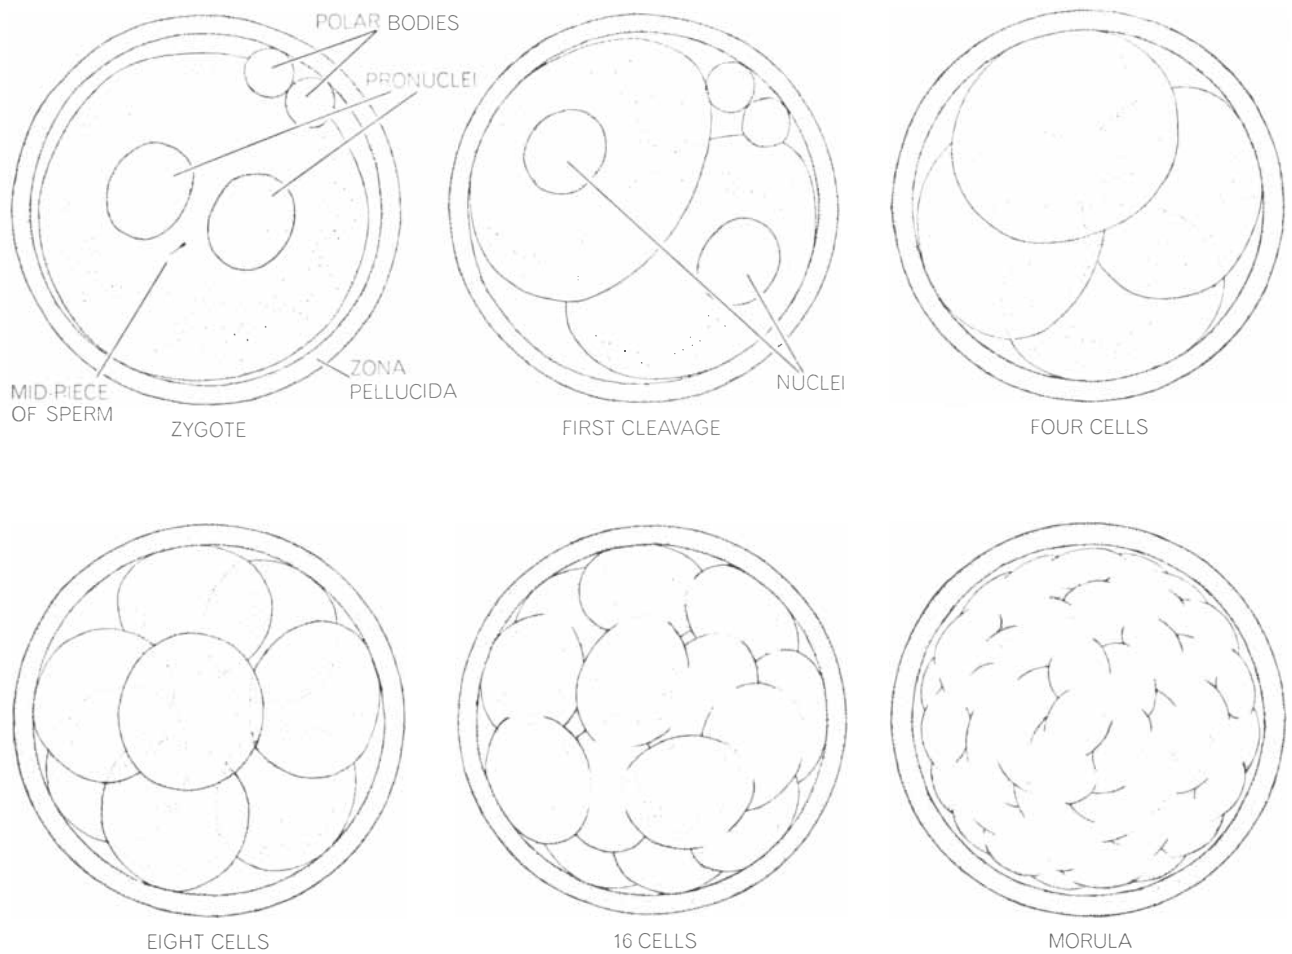 POLAR BODIES
PRONUCLEI
MID-PIECE
OF SPERM
ZONA
PELLUCIDA
ZYGOTE
NUCLEI
FIRST CLEAVAGE
FOUR CELLS
EIGHT CELLS
16 CELLS
MORULA